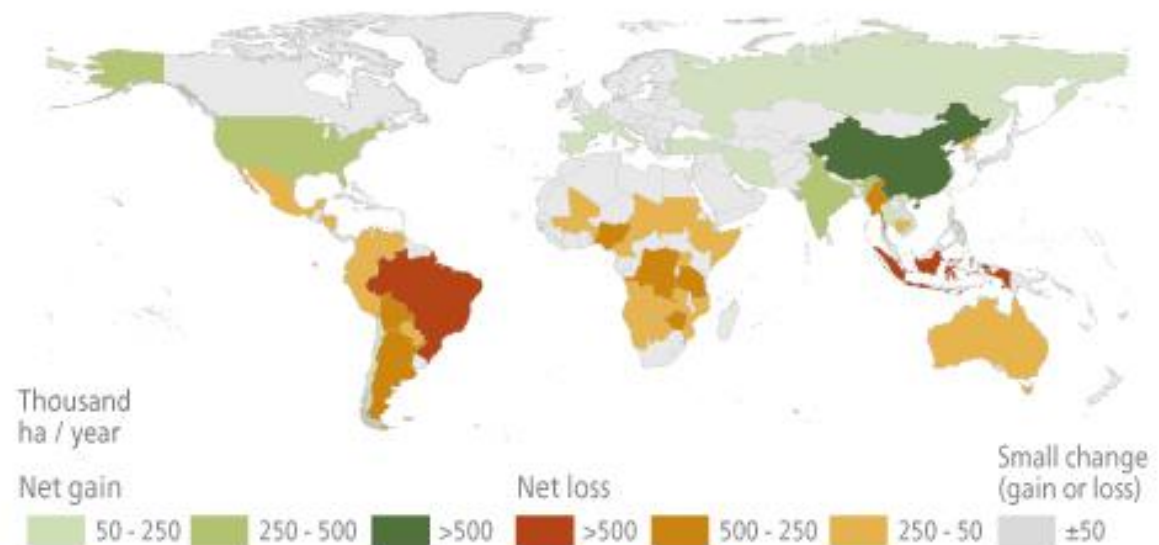 Thousand
ha / year
Small change
(gain or loss)
Net gain
Net loss
50 - 250
250 - 500
>500
>500
500 - 250
250 - 50
±50